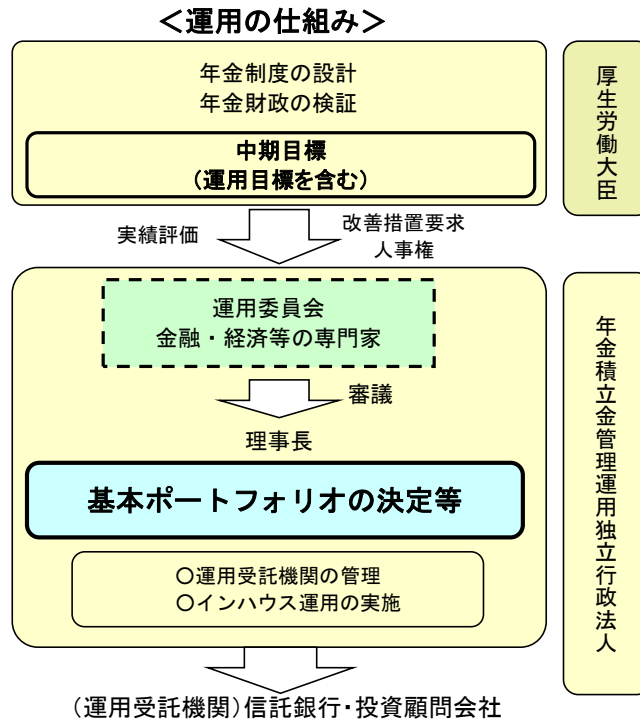 ＜運用の仕組み＞
年金制度の設計
年金財政の検証
中期目標
(運用目標を含む)
厚生労働大臣
実績評価
改善措置要求
人事権
運用委員会
金融・経済等の専門家
審議
理事長
基本ポートフォリオの決定等
○運用受託機関の管理
○インハウス運用の実施
年金積立金管理運用独立行政法人
(運用受託機関)信託銀行・投資顧問会社